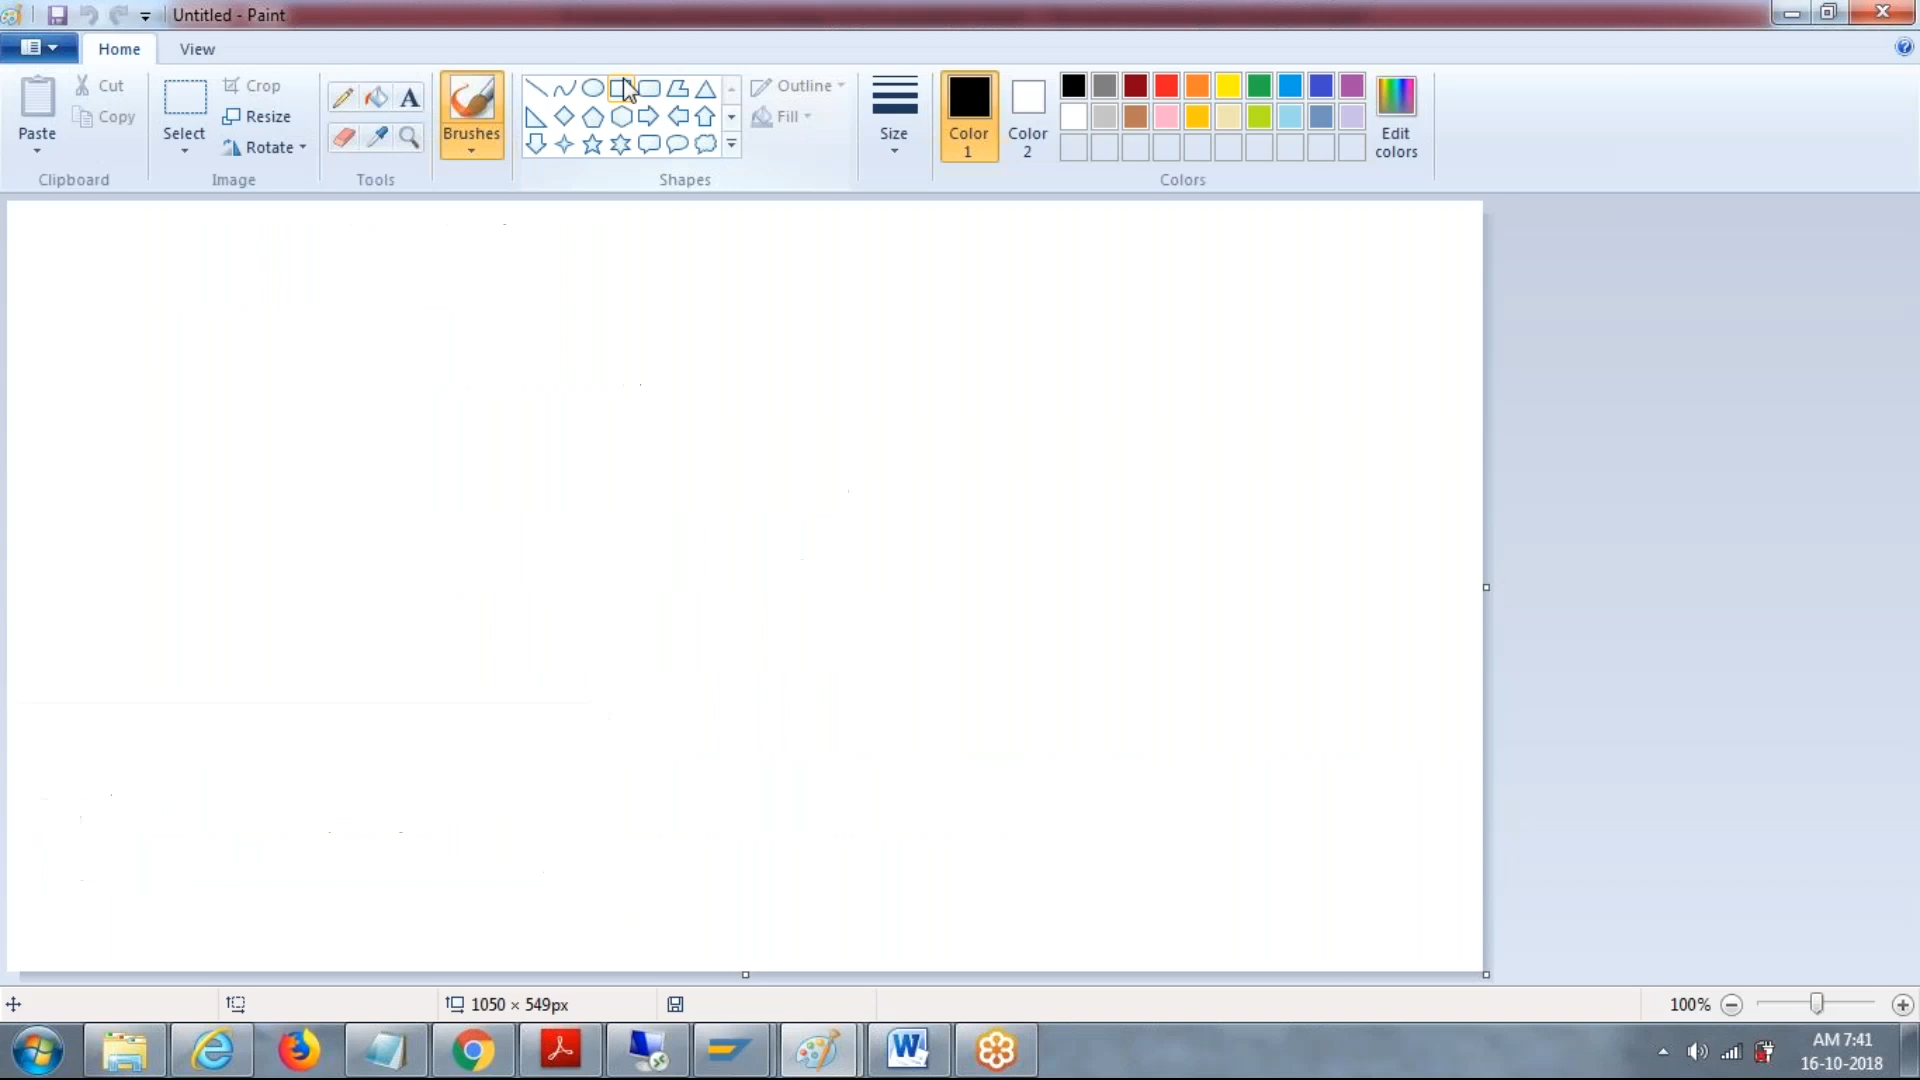 Untitled - Paint
Home
View
Paste
Cut
Copy
Clipboard
Select
Crop
Resize
Rotate
Image
A
Tools
Brushes
Outline
Fill
Shapes
Size
Color 1
Color 2
Edit colors
Colors
1050 × 549px
100%
AM 7:41
16-10-2018